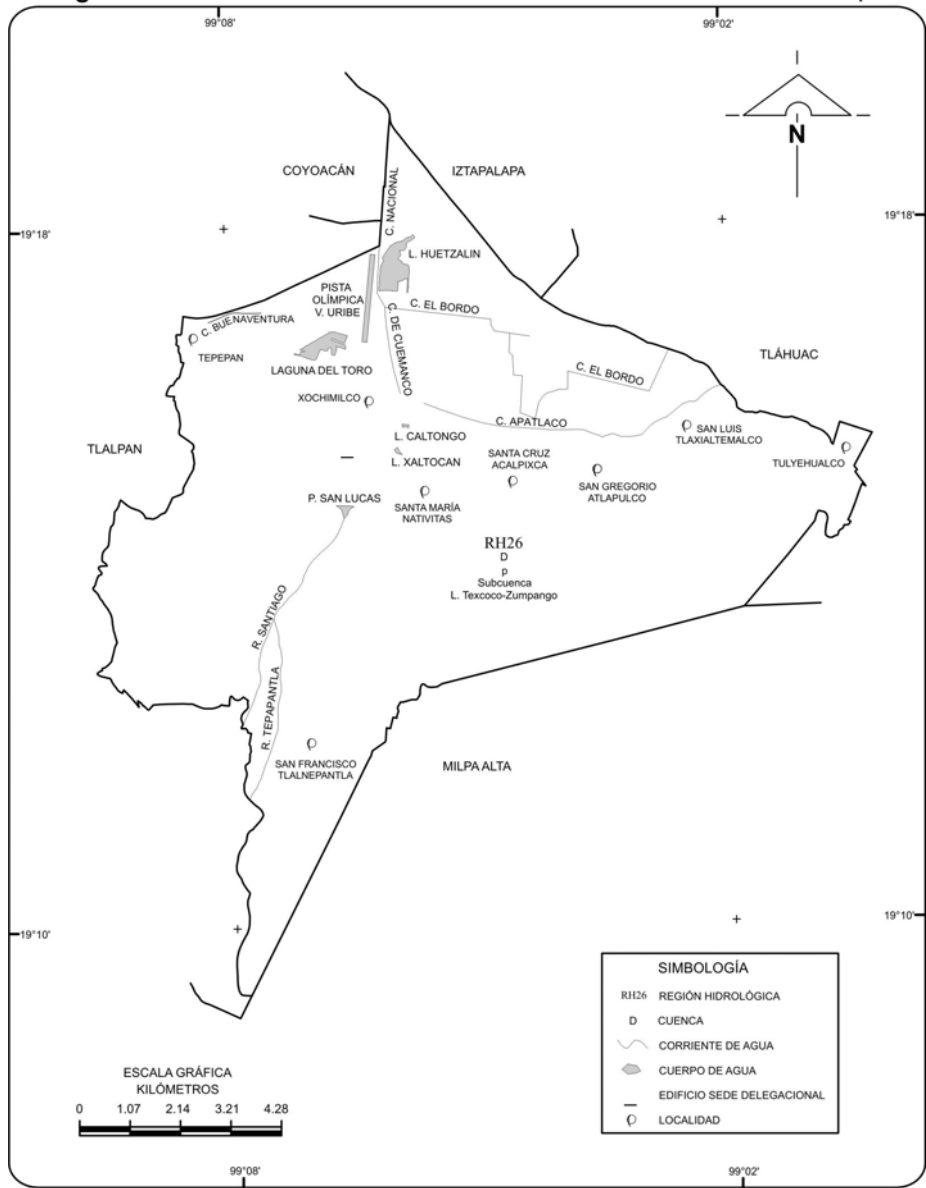 99°08'
99°02'
N
COYOACÁN
IZTAPALAPA
C. NACIONAL
19°18'
19°18'
L. HUETZALIN
PISTA
OLÍMPICA
V. URIBE
C. EL BORDO
C. DE CUEMANCO
C. BUENAVENTURA
TEPEPAN
LAGUNA DEL TORO
TLÁHUAC
C. EL BORDO
XOCHIMILCO
C. APATLACO
L. CALTONGO
SAN LUIS
TLAXIALTEMALCO
TLALPAN
L. XALTOCAN
SANTA CRUZ
ACALPIXCA
TULYEHUALCO
SAN GREGORIO
ATLAPULCO
P. SAN LUCAS
SANTA MARÍA
NATIVITAS
RH26
D
p
Subcuenca
L. Texcoco-Zumpango
R. SANTIAGO
R. TEPAPANTLA
SAN FRANCISCO
TLALNEPANTLA
MILPA ALTA
19°10'
19°10'
SIMBOLOGÍA
RH26 REGIÓN HIDROLÓGICA
D CUENCA
CORRIENTE DE AGUA
CUERPO DE AGUA
EDIFICIO SEDE DELEGACIONAL
LOCALIDAD
ESCALA GRÁFICA
KILÓMETROS
0 1.07 2.14 3.21 4.28
99°08'
99°02'